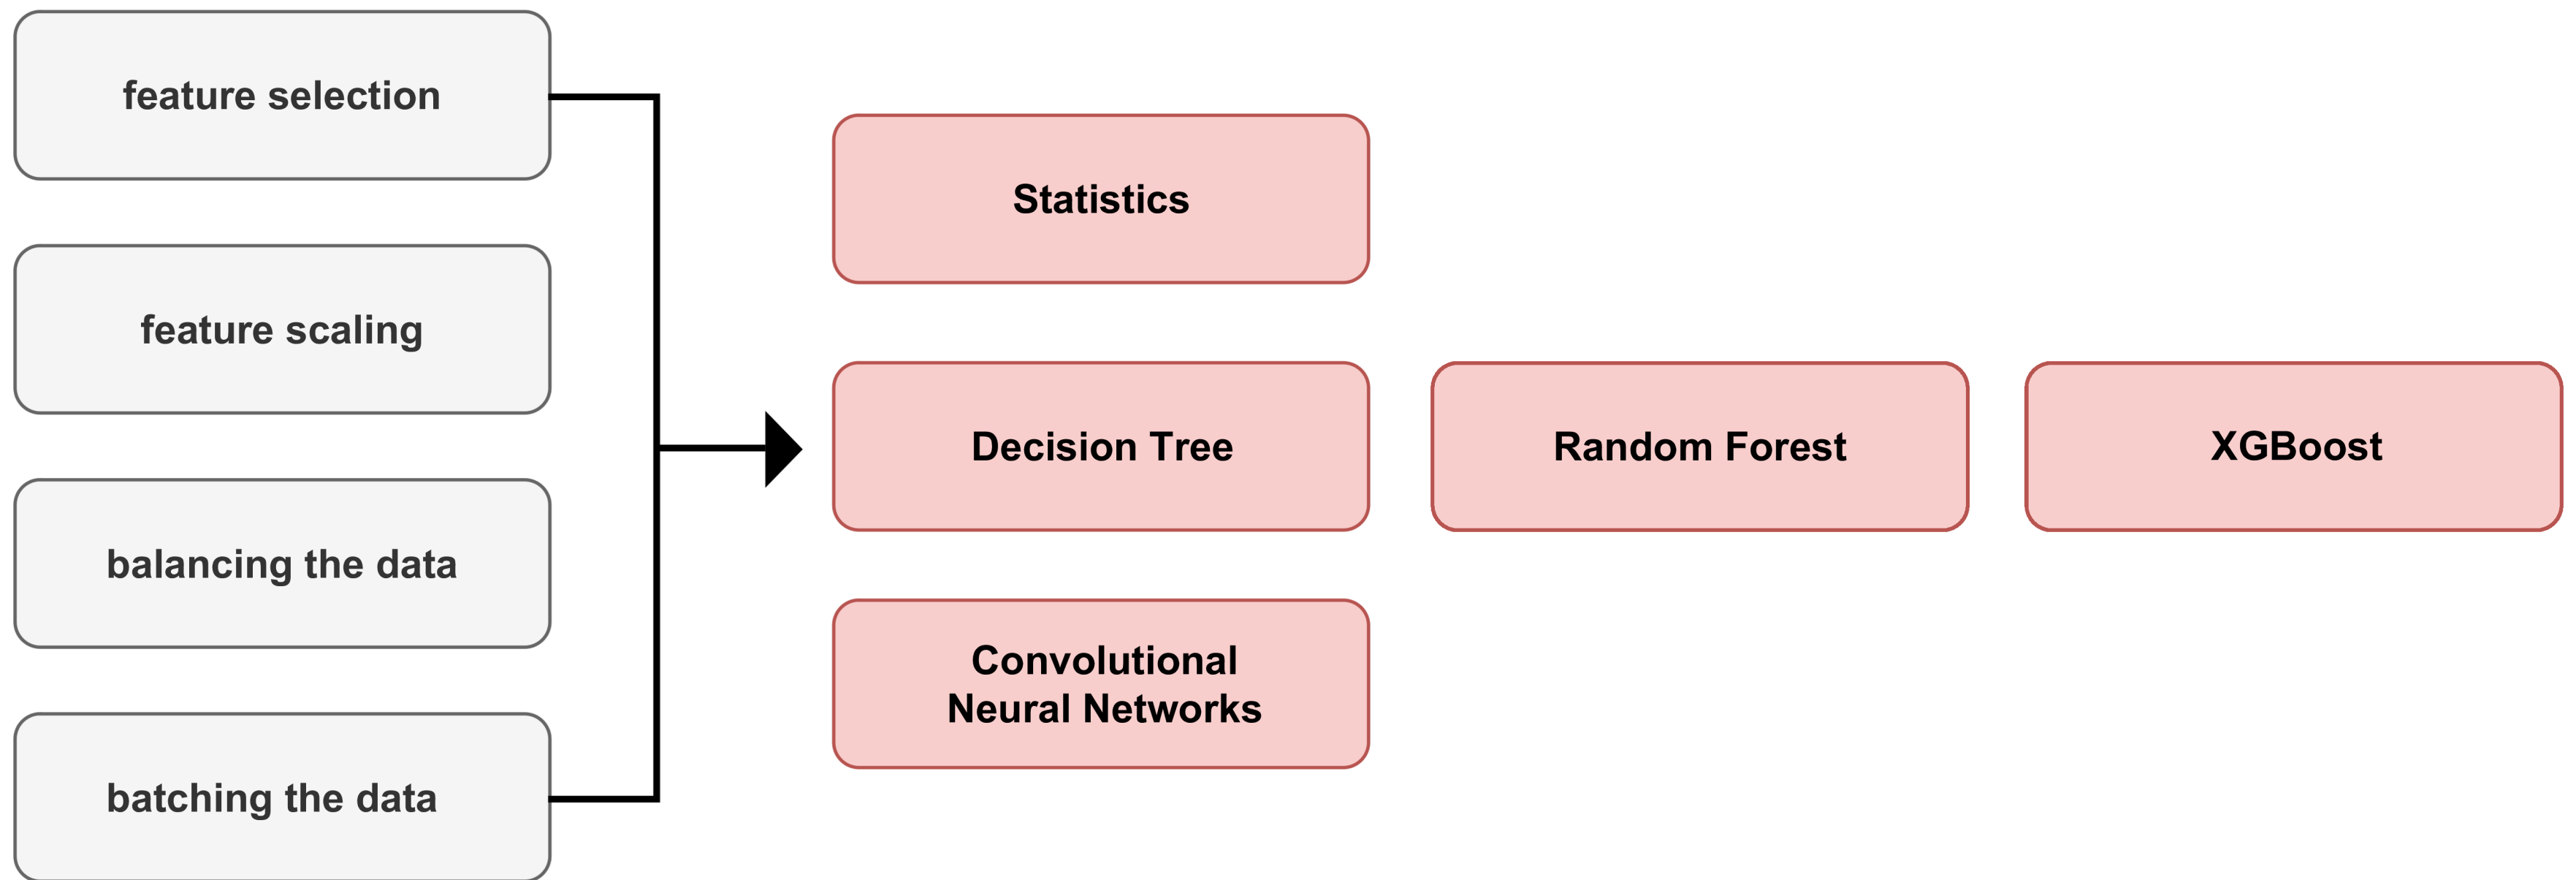 feature selection
feature scaling
balancing the data
batching the data
Statistics
Decision Tree
Random Forest
XGBoost
Convolutional
Neural Networks